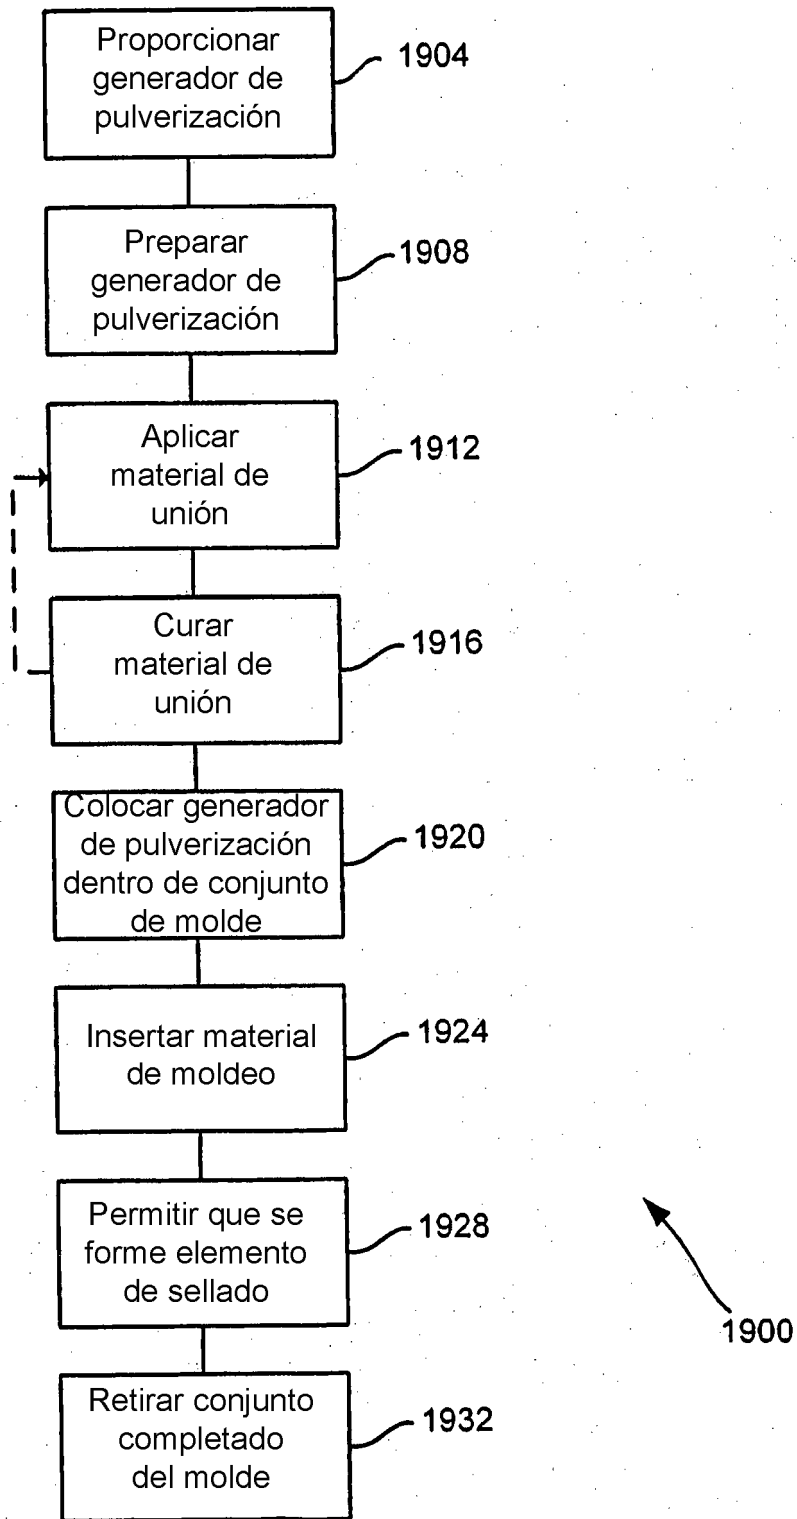 Proporcionar
generador de
pulverización
1904
Preparar
generador de
pulverización
1908
Aplicar
material de
unión
1912
Curar
material de
unión
1916
Colocar generador
de pulverización
dentro de conjunto
de molde
1920
Insertar material
de moldeo
1924
Permitir que se
forme elemento
de sellado
1928
1900
Retirar conjunto
completado
del molde
1932